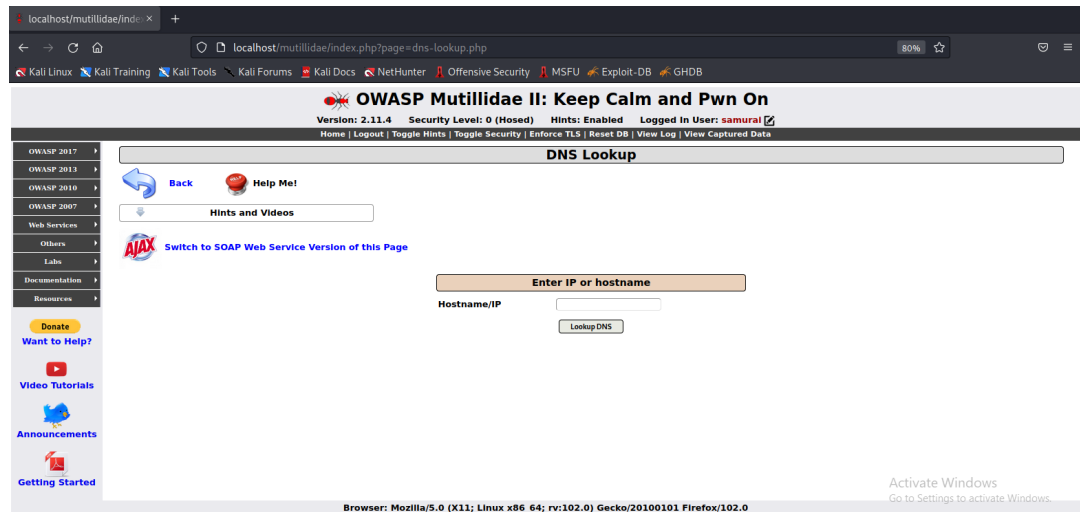 localhost/mutillidae/inde
localhost/mutillidae/index.php?page=dns-lookup.php
80%
Kali Linux Kali Training Kali Tools Kali Forums Kali Docs NetHunter Offensive Security MSFU Exploit-DB GHDB
OWASP Mutillidae II: Keep Calm and Pwn On
Version: 2.11.4 Security Level: 0 (Hosed) Hints: Enabled Logged In User: samurai
Home | Logout | Toggle Hints | Toggle Security | Enforce TLS | Reset DB | View Log | View Captured Data
OWASP 2017
OWASP 2013
OWASP 2010
OWASP 2007
Web Services
Others
Labs
Documentation
Resources
Donate
Want to Help?
Video Tutorials
Announcements
Getting Started
DNS Lookup
Back
HELP
Help Me!
Hints and Videos
AJAX
Switch to SOAP Web Service Version of this Page
Enter IP or hostname
Hostname/IP
Lookup DNS
Activate Windows
Go to Settings to activate Windows.
Browser: Mozilla/5.0 (X11; Linux x86_64; rv:102.0) Gecko/20100101 Firefox/102.0